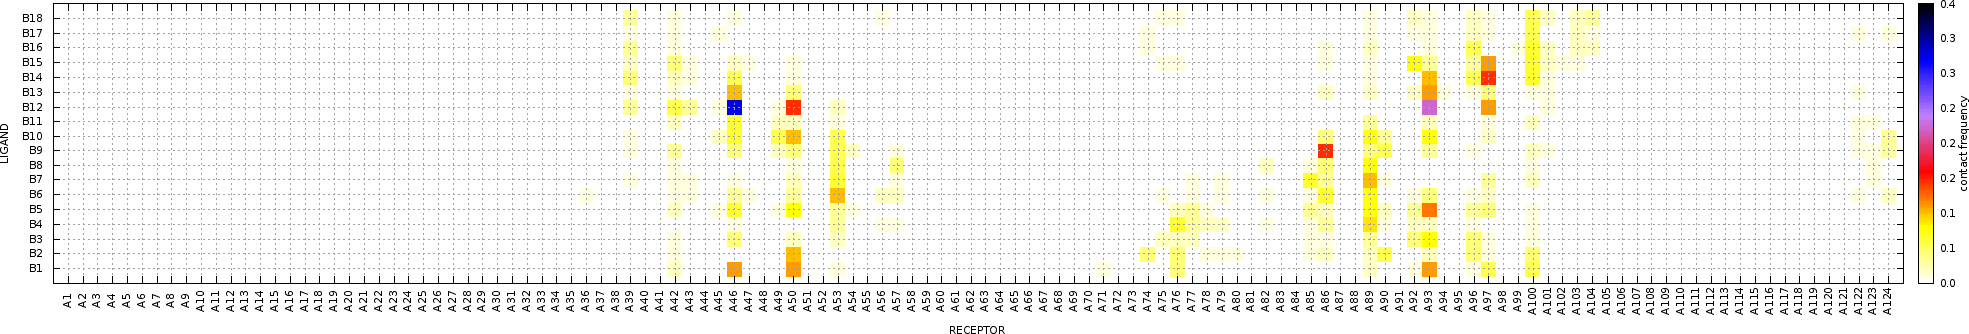 LIGAND
B18
B17
B16
B15
B14
B13
B12
B11
B10
B9
B8
B7
B6
B5
B4
B3
B2
B1
A1 A2 A3 A4 A5 A6 A7 A8 A9 A10 A11 A12 A13 A14 A15 A16 A17 A18 A19 A20 A21 A22 A23 A24 A25 A26 A27 A28 A29 A30 A31 A32 A33 A34 A35 A36 A37 A38 A39 A40 A41 A42 A43 A44 A45 A46 A47 A48 A49 A50 A51 A52 A53 A54 A55 A56 A57 A58 A59 A60 A61 A62 A63 A64 A65 A66 A67 A68 A69 A70 A71 A72 A73 A74 A75 A76 A77 A78 A79 A80 A81 A82 A83 A84 A85 A86 A87 A88 A89 A90 A91 A92 A93 A94 A95 A96 A97 A98 A99 A100 A101 A102 A103 A104 A105 A106 A107 A108 A109 A110 A111 A112 A113 A114 A115 A116 A117 A118 A119 A120 A121 A122 A123 A124
RECEPTOR
0.4
0.3
0.3
0.2
0.2
0.2
0.1
0.1
0.0
contact frequency